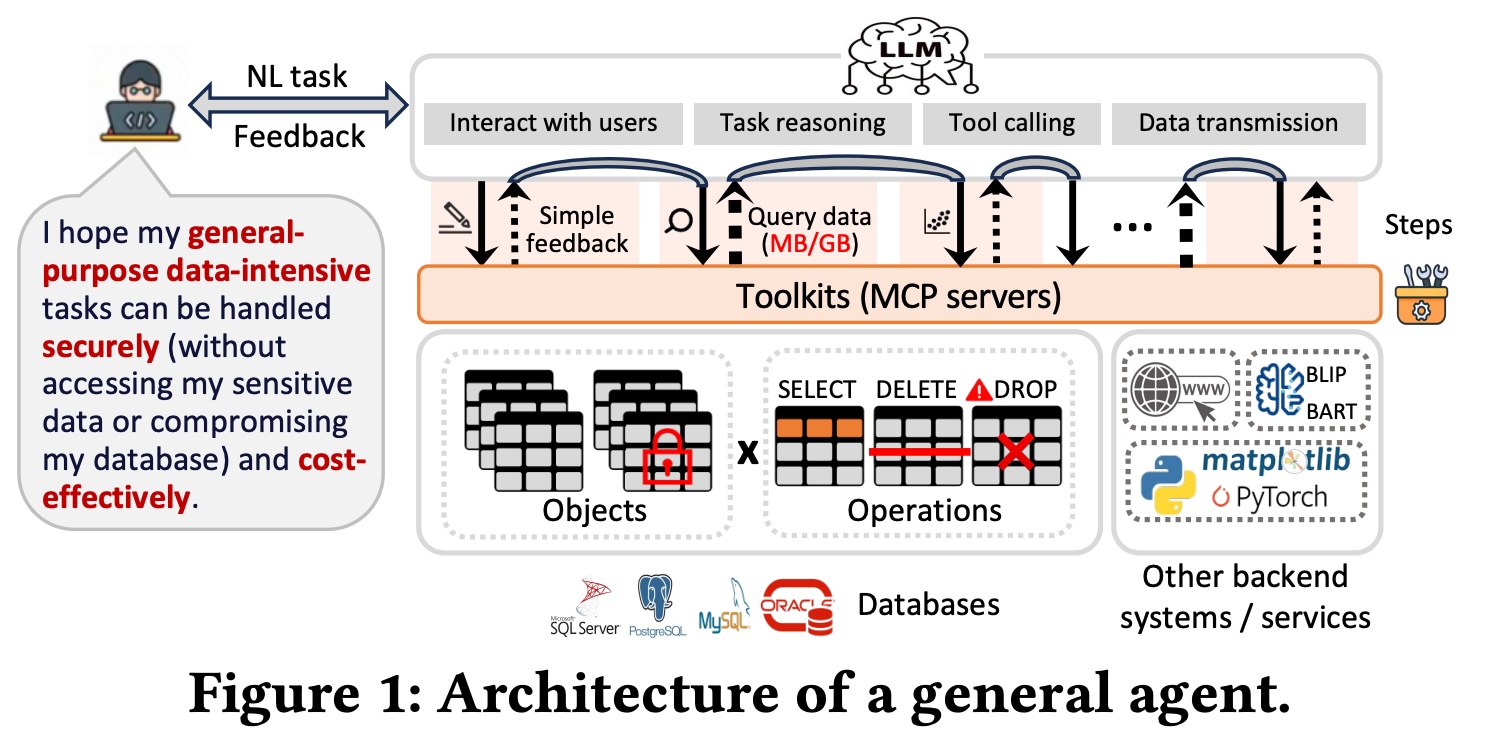 LLM
NL task
Feedback
Interact with users
Task reasoning
Tool calling
Data transmission
Simple
feedback
Query data
(MB/GB)
...
Steps
Toolkits (MCP servers)
I hope my general-
purpose data-intensive
tasks can be handled
securely (without
accessing my sensitive
data or compromising
my database) and cost-
effectively.
</>
SELECT
DELETE
DROP
x
Objects
Operations
www
BLIP
BART
matplotlib
PyTorch
Microsoft
SQL Server
PostgreSQL
MySQL
ORACLE
Databases
Other backend
systems / services
Figure 1: Architecture of a general agent.